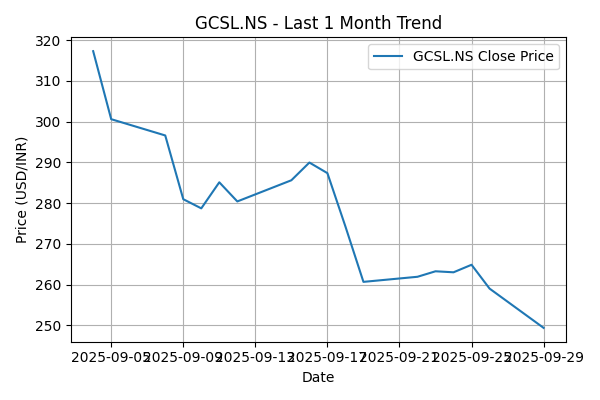 GCSL.NS - Last 1 Month Trend
GCSL.NS Close Price
Price (USD/INR)
320
310
300
290
280
270
260
250
2025-09-05 2025-09-09 2025-09-13 2025-09-17 2025-09-21 2025-09-25 2025-09-29
Date